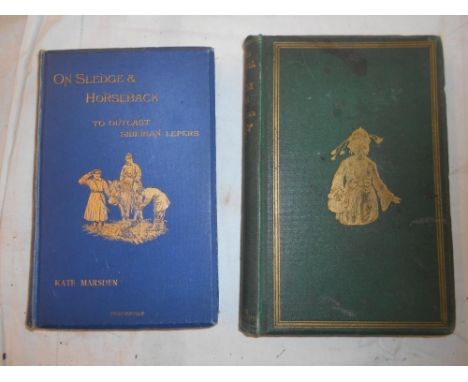 ON SLEDGE &
HORSEBACK
TO OUTCAST
SIBERIAN LEPERS
KATE MARSDEN